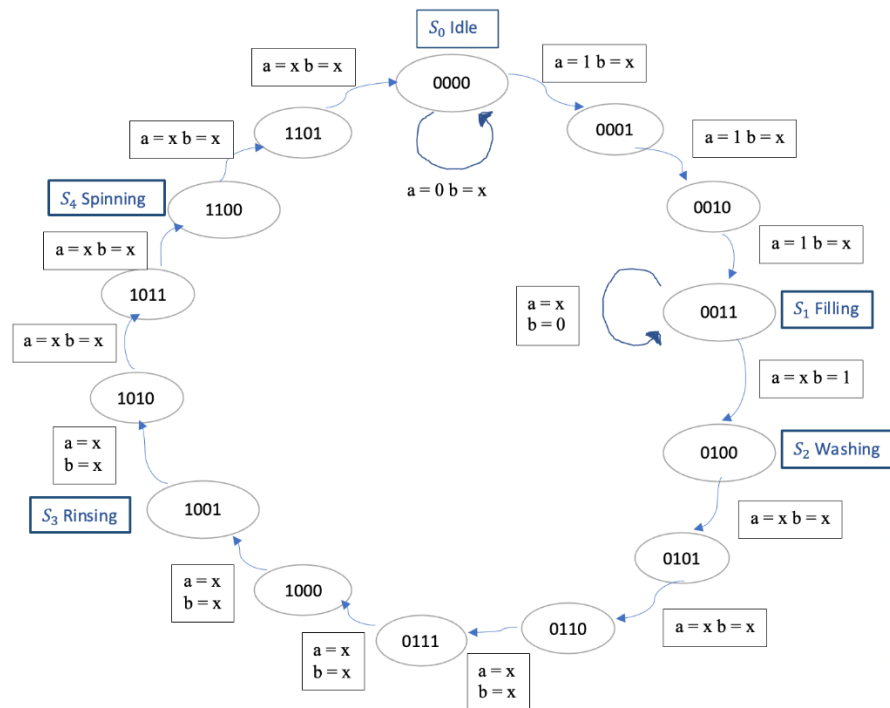 S₀ Idle
0000
a = 0 b = x
a = 1 b = x
0001
a = 1 b = x
0010
a = 1 b = x
0011
S₁ Filling
a = x
b = 0
a = x b = 1
0100
S₂ Washing
a = x b = x
0101
a = x b = x
0110
a = x
b = x
0111
a = x
b = x
1000
a = x
b = x
1001
S₃ Rinsing
a = x
b = x
1010
a = x b = x
1011
a = x b = x
1100
S₄ Spinning
a = x b = x
1101
a = x b = x